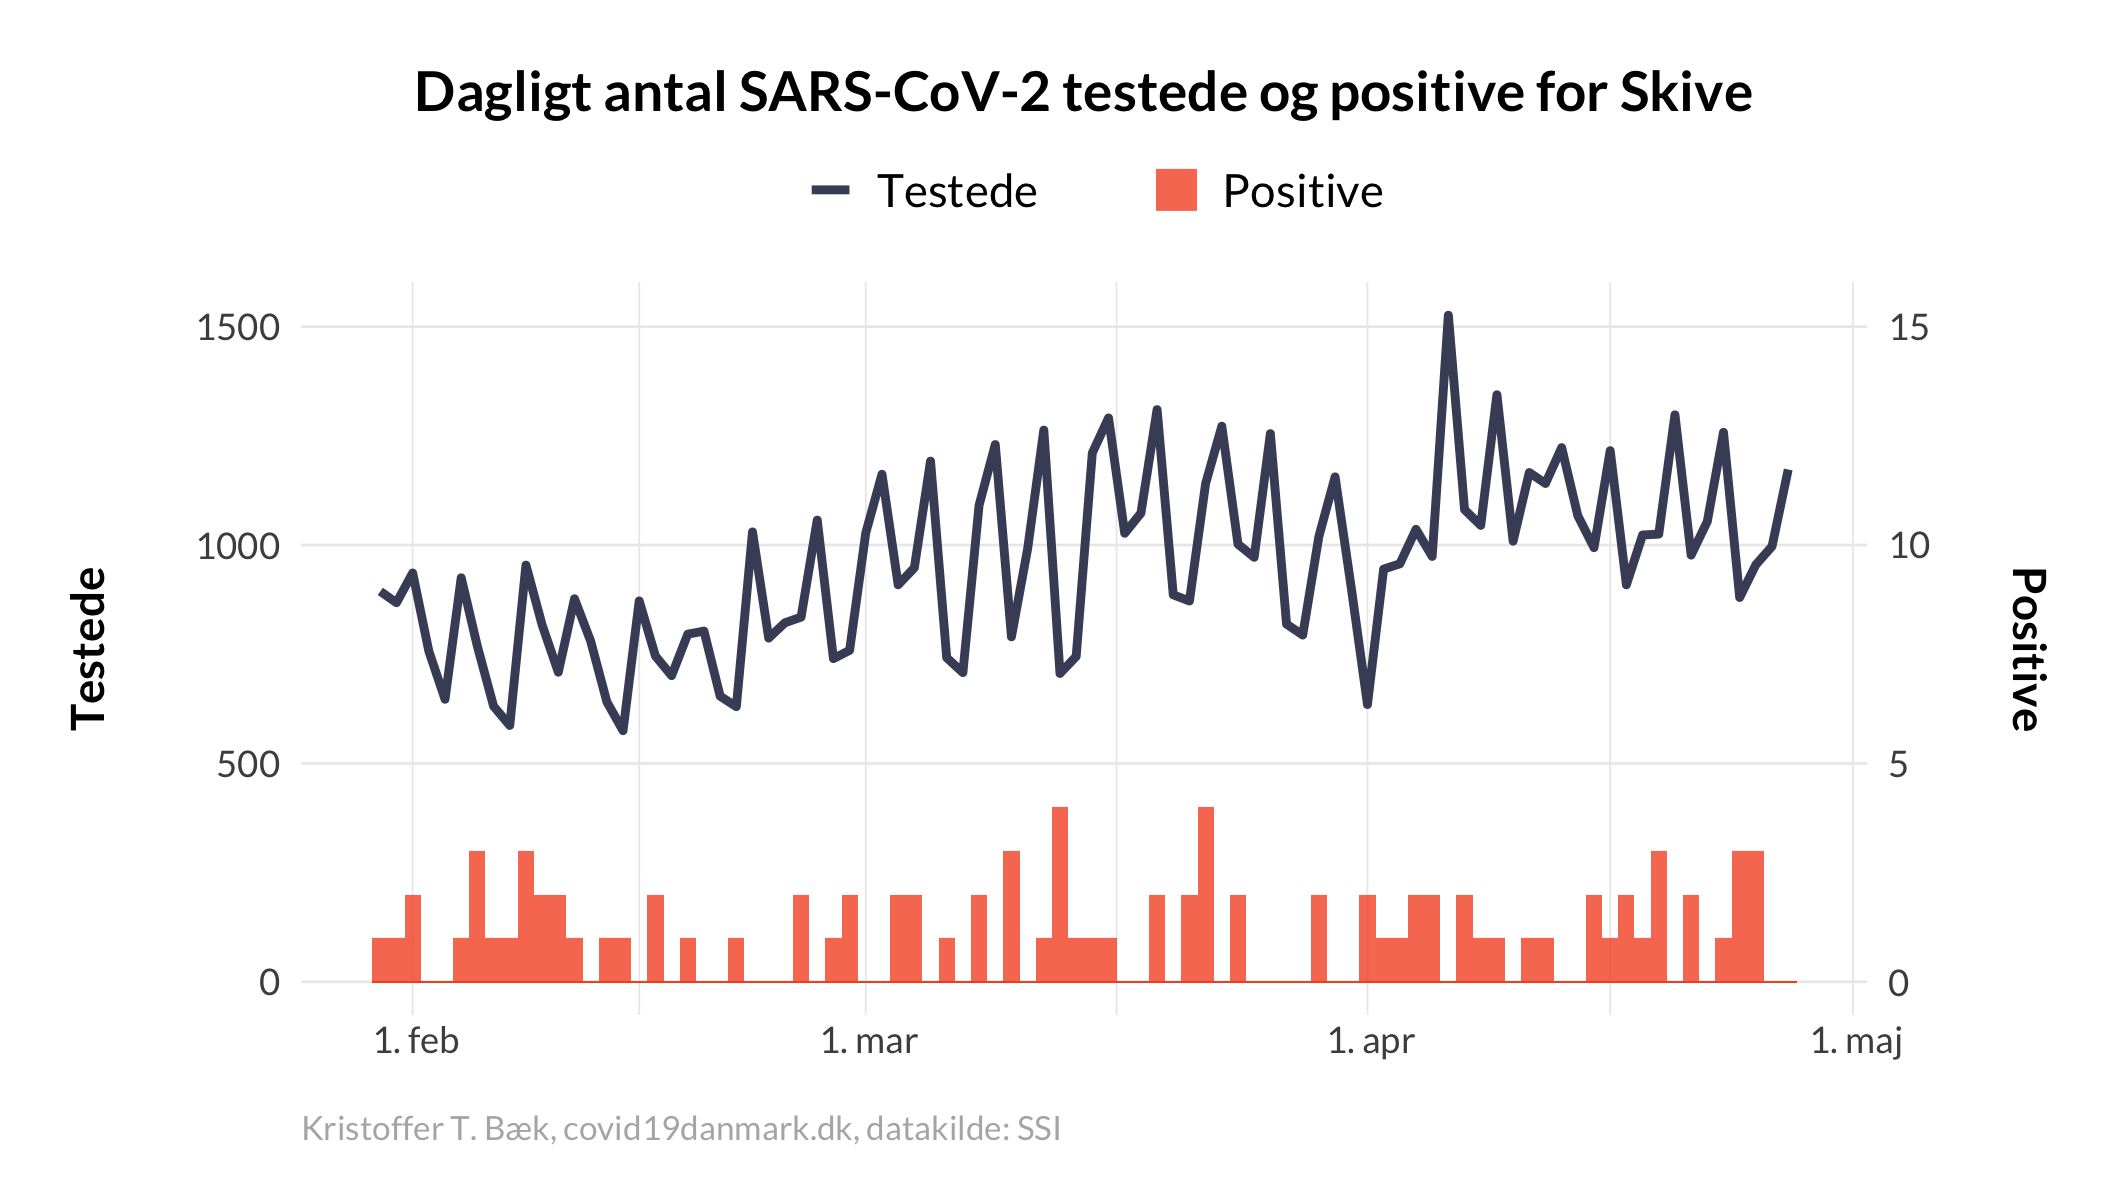 Dagligt antal SARS-CoV-2 testede og positive for Skive
Testede
Positive
1500
1000
500
0
Testede
15
10
5
0
Positive
1. feb
1. mar
1. apr
1. maj
Kristoffer T. Bæk, covid19danmark.dk, datakilde: SSI